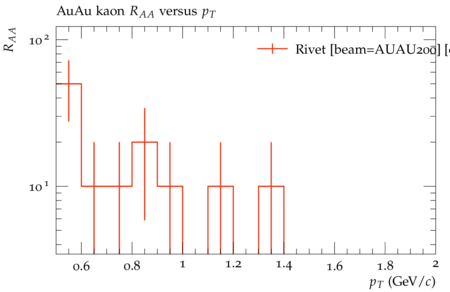 AuAu kaon R_AA versus p_T
R_AA
10²
Rivet [beam=AUAU200] [
10¹
0.6 0.8 1 1.2 1.4 1.6 1.8 2
p_T (GeV/c)